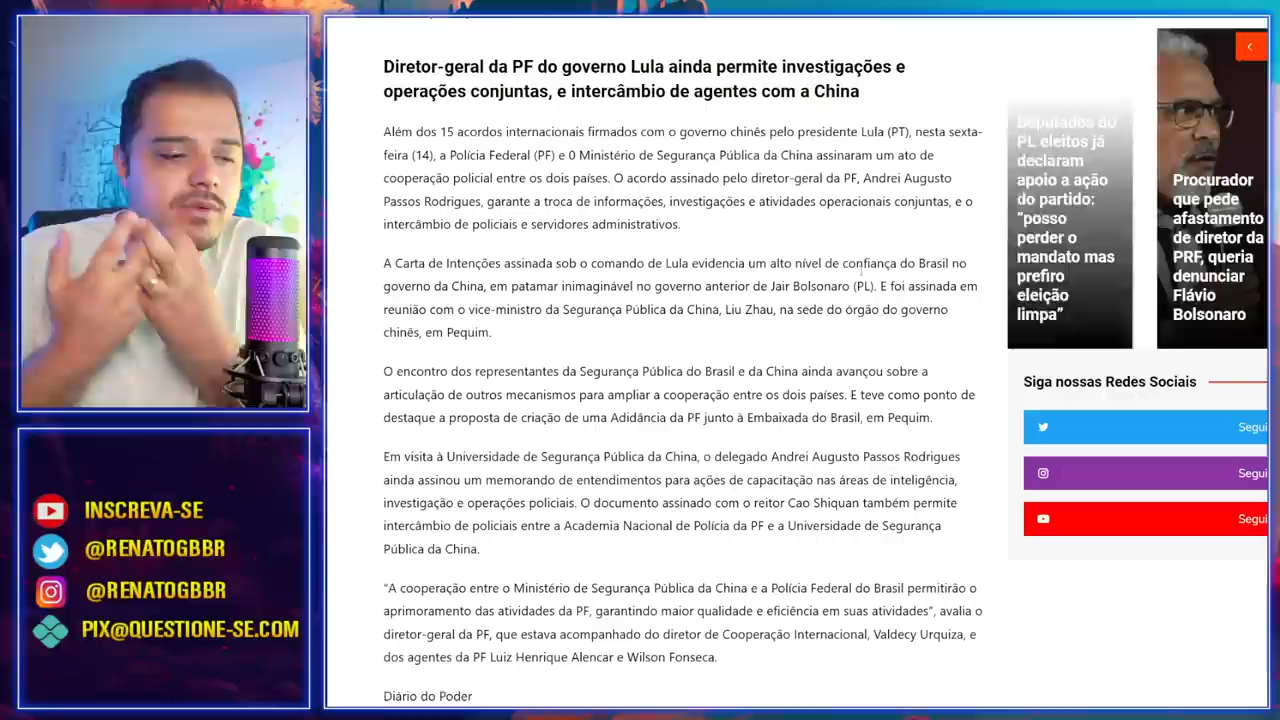 Diretor-geral da PF do governo Lula ainda permite investigações e
operações conjuntas, e intercâmbio de agentes com a China
Além dos 15 acordos internacionais firmados com o governo chinês pelo presidente Lula (PT), nesta sexta-
feira (14), a Polícia Federal (PF) e 0 Ministério de Segurança Pública da China assinaram um ato de
cooperação policial entre os dois países. O acordo assinado pelo diretor-geral da PF, Andrei Augusto
Passos Rodrigues, garante a troca de informações, investigações e atividades operacionais conjuntas, e o
intercâmbio de policiais e servidores administrativos.
A Carta de Intenções assinada sob o comando de Lula evidencia um alto nível de confiança do Brasil no
governo da China, em patamar inimaginável no governo anterior de Jair Bolsonaro (PL). E foi assinada em
reunião com o vice-ministro da Segurança Pública da China, Liu Zhau, na sede do órgão do governo
chinês, em Pequim.
O encontro dos representantes da Segurança Pública do Brasil e da China ainda avançou sobre a
articulação de outros mecanismos para ampliar a cooperação entre os dois países. E teve como ponto de
destaque a proposta de criação de uma Adidância da PF junto à Embaixada do Brasil, em Pequim.
Em visita à Universidade de Segurança Pública da China, o delegado Andrei Augusto Passos Rodrigues
ainda assinou um memorando de entendimentos para ações de capacitação nas áreas de inteligência,
investigação e operações policiais. O documento assinado com o reitor Cao Shiquan também permite
intercâmbio de policiais entre a Academia Nacional de Polícia da PF e a Universidade de Segurança
Pública da China.
“A cooperação entre o Ministério de Segurança Pública da China e a Polícia Federal do Brasil permitirão o
aprimoramento das atividades da PF, garantindo maior qualidade e eficiência em suas atividades”, avalia o
diretor-geral da PF, que estava acompanhado do diretor de Cooperação Internacional, Valdecy Urquiza, e
dos agentes da PF Luiz Henrique Alencar e Wilson Fonseca.
Diário do Poder
Deputados do
PL eleitos já
declaram
apoio a ação
do partido:
“posso
perder o
mandato mas
prefiro
eleição
limpa”
Procurador
que pede
afastamento
de diretor da
PRF, queria
denunciar
Flávio
Bolsonaro
Siga nossas Redes Sociais
Segui
Segui
Segui
INSCREVA-SE
@RENATOGBBR
@RENATOGBBR
PIX@QUESTIONE-SE.COM